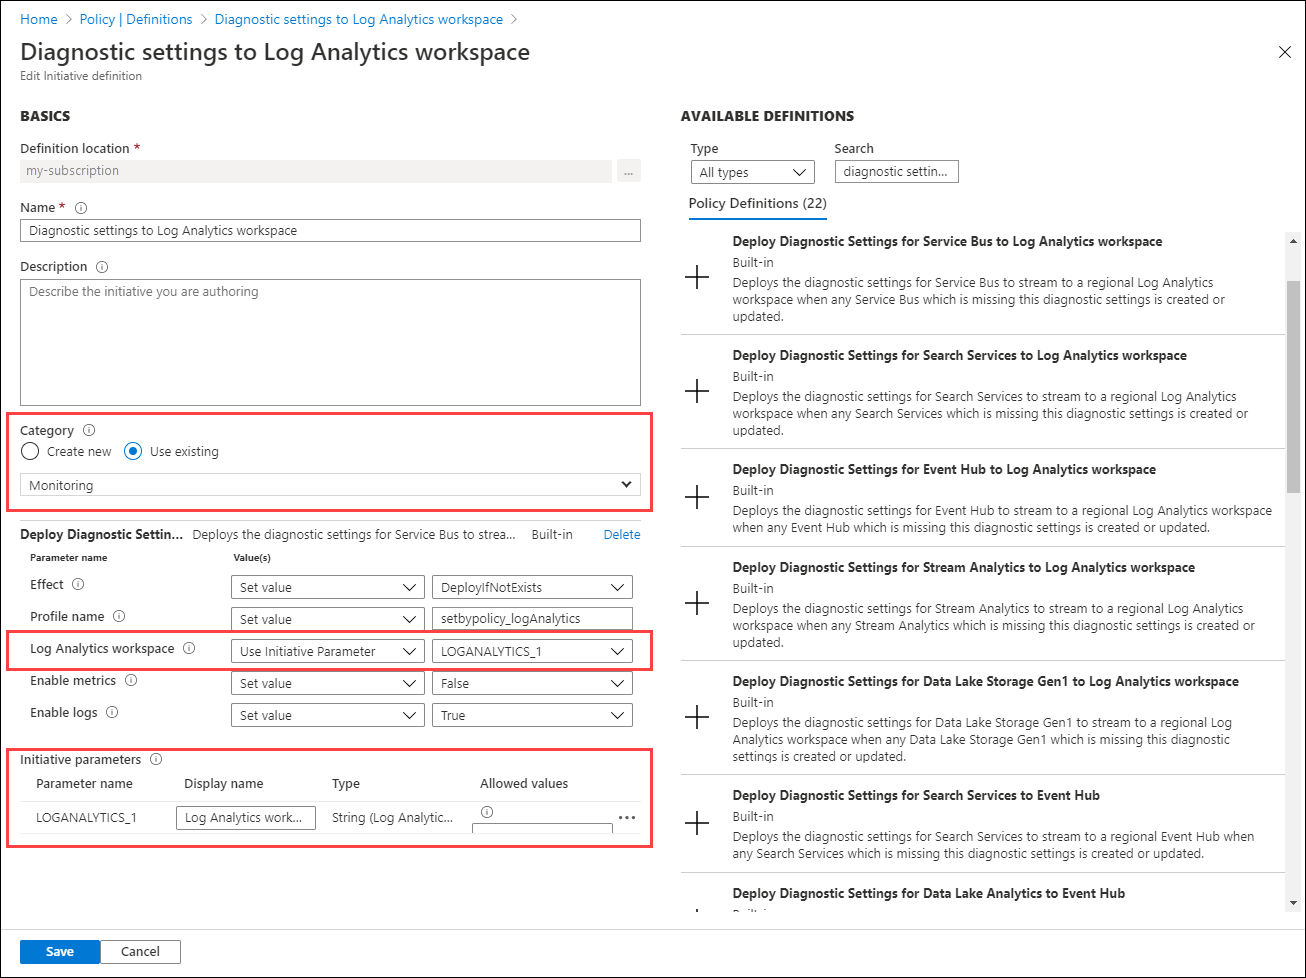 Home > Policy | Definitions > Diagnostic settings to Log Analytics workspace >
Diagnostic settings to Log Analytics workspace
Edit Initiative definition
BASICS
Definition location *
my-subscription
...
Name *
Diagnostic settings to Log Analytics workspace
Description
Describe the initiative you are authoring
Category
Create new Use existing
Monitoring
Deploy Diagnostic Settin... Deploys the diagnostic settings for Service Bus to strea... Built-in Delete
Parameter name Value(s)
Effect Set value DeployIfNotExists
Profile name Set value setbypolicy_logAnalytics
Log Analytics workspace Use Initiative Parameter LOGANALYTICS_1
Enable metrics Set value False
Enable logs Set value True
Initiative parameters
Parameter name Display name Type Allowed values
LOGANALYTICS_1 Log Analytics work... String (Log Analytic...
AVAILABLE DEFINITIONS
Type Search
All types diagnostic settin...
Policy Definitions (22)
Deploy Diagnostic Settings for Service Bus to Log Analytics workspace
Built-in
Deploys the diagnostic settings for Service Bus to stream to a regional Log Analytics
workspace when any Service Bus which is missing this diagnostic settings is created or
updated.
Deploy Diagnostic Settings for Search Services to Log Analytics workspace
Built-in
Deploys the diagnostic settings for Search Services to stream to a regional Log Analytics
workspace when any Search Services which is missing this diagnostic settings is created or
updated.
Deploy Diagnostic Settings for Event Hub to Log Analytics workspace
Built-in
Deploys the diagnostic settings for Event Hub to stream to a regional Log Analytics workspace
when any Event Hub which is missing this diagnostic settings is created or updated.
Deploy Diagnostic Settings for Stream Analytics to Log Analytics workspace
Built-in
Deploys the diagnostic settings for Stream Analytics to stream to a regional Log Analytics
workspace when any Stream Analytics which is missing this diagnostic settings is created or
updated.
Deploy Diagnostic Settings for Data Lake Storage Gen1 to Log Analytics workspace
Built-in
Deploys the diagnostic settings for Data Lake Storage Gen1 to stream to a regional Log
Analytics workspace when any Data Lake Storage Gen1 which is missing this diagnostic
settings is created or updated.
Deploy Diagnostic Settings for Search Services to Event Hub
Built-in
Deploys the diagnostic settings for Search Services to stream to a regional Event Hub when
any Search Services which is missing this diagnostic settings is created or updated.
Deploy Diagnostic Settings for Data Lake Analytics to Event Hub
Save Cancel